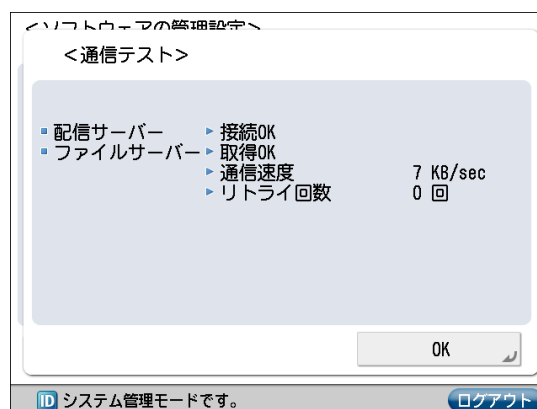 <ソフトウェアの管理設定>
<通信テスト>
配信サーバー ▶ 接続OK
ファイルサーバー ▶ 取得OK
▶ 通信速度 7 KB/sec
▶ リトライ回数 0 回
OK
ID システム管理モードです。 ログアウト